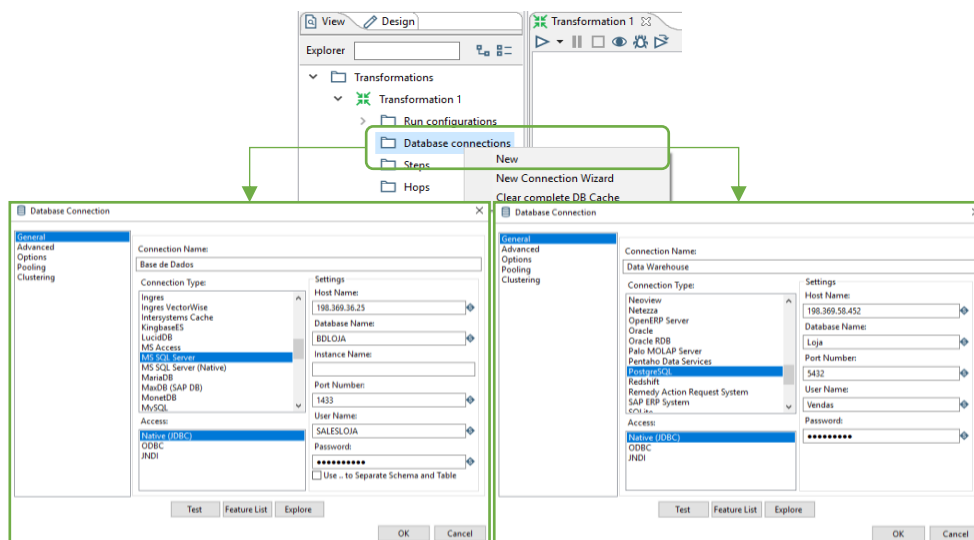 View
Design
Transformation 1
Explorer
Transformations
Transformation 1
Run configurations
Database connections
Steps
Hops
New
New Connection Wizard
Clear complete DB Cache
Database Connection
General
Advanced
Options
Pooling
Clustering
Connection Name:
Base de Dados
Connection Type:
Ingres
Ingres VectorWise
Intersystems Cache
KingbaseES
LucidDB
MS Access
MS SQL Server
MS SQL Server (Native)
MariaDB
MaxDB (SAP DB)
MonetDB
MySQL
Access:
Native (JDBC)
ODBC
JNDI
Settings
Host Name:
198.369.36.25
Database Name:
BDLOJA
Instance Name:
Port Number:
1433
User Name:
SALESLOJA
Password:
Use .. to Separate Schema and Table
Test
Feature List
Explore
OK
Cancel
Database Connection
General
Advanced
Options
Pooling
Clustering
Connection Name:
Data Warehouse
Connection Type:
Neoview
Netezza
OpenERP Server
Oracle
Oracle RDB
Palo MOLAP Server
Pentaho Data Services
PostgreSQL
Redshift
Remedy Action Request System
SAP ERP System
SQLite
Access:
Native (JDBC)
ODBC
JNDI
Settings
Host Name:
198.369.58.452
Database Name:
Loja
Port Number:
5432
User Name:
Vendas
Password:
Test
Feature List
Explore
OK
Cancel